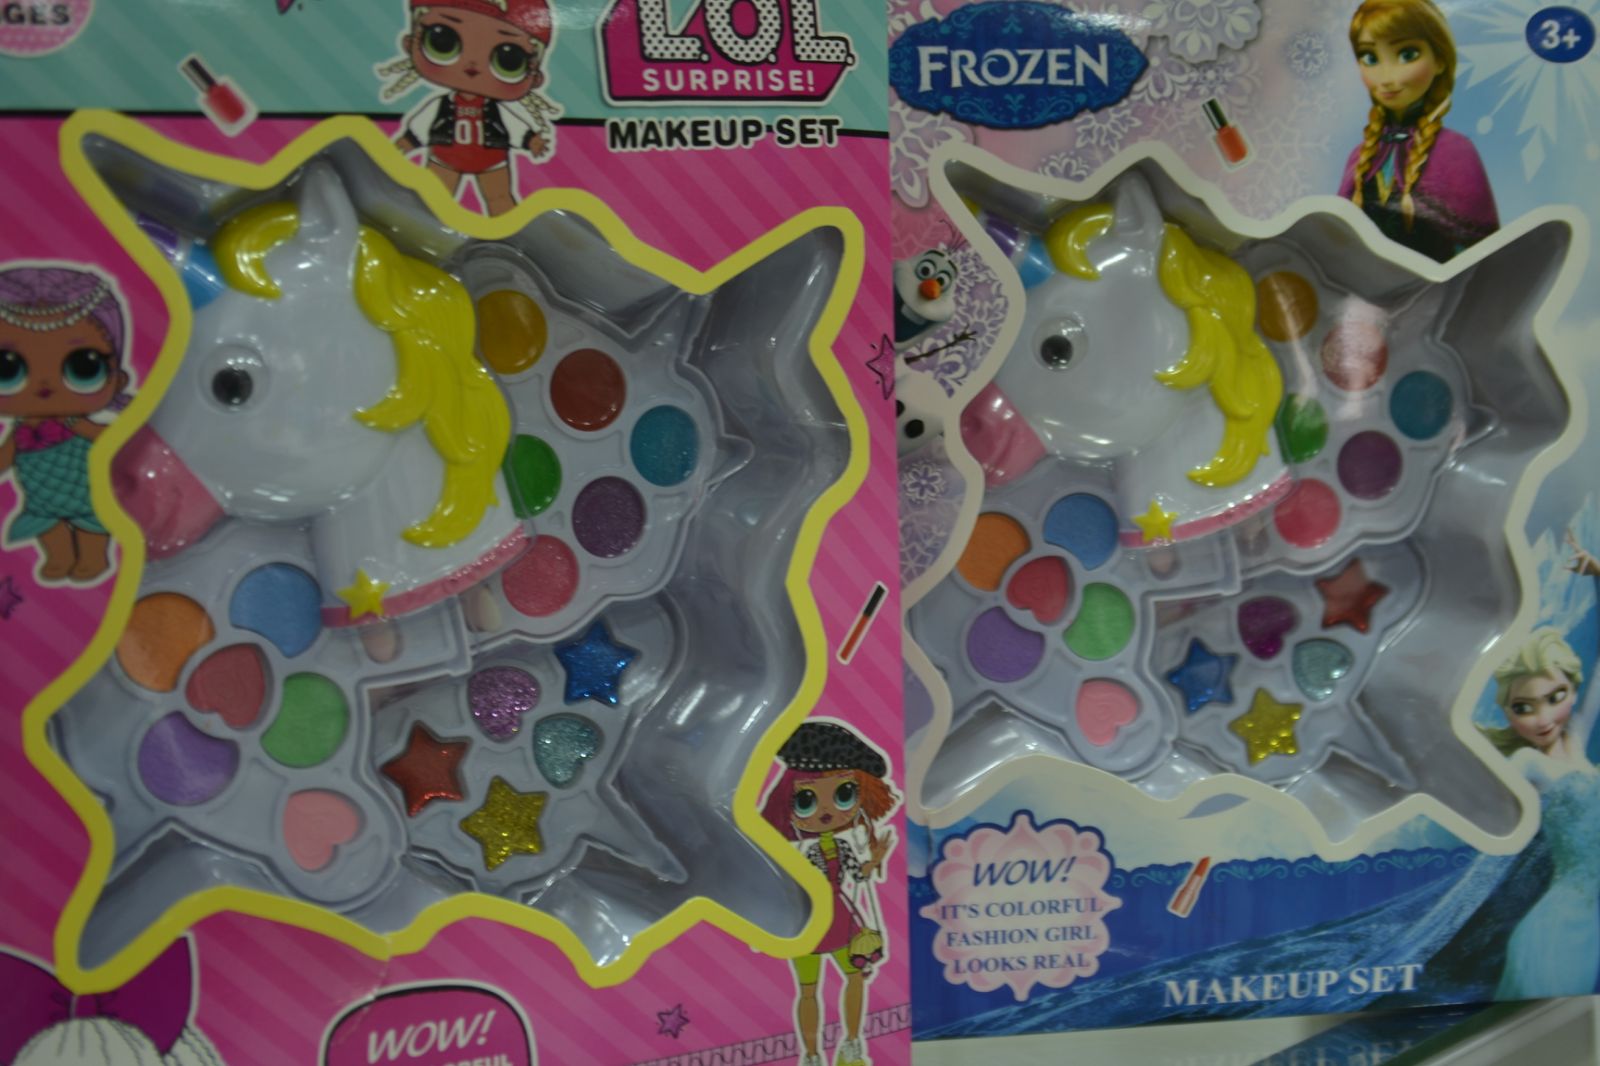 GES
L.O.L.
SURPRISE!
MAKEUP SET
01
WOW!
FROZEN
3+
WOW!
IT'S COLORFUL
FASHION GIRL
LOOKS REAL
MAKEUP SET